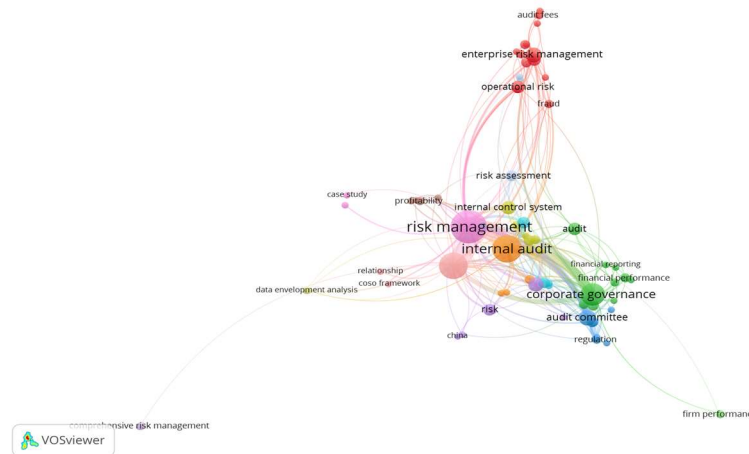 audit fees
enterprise risk management
operational risk
fraud
risk assessment
case study
profitability
internal control system
risk management
audit
internal audit
financial reporting
relationship
financial performance
coso framework
data envelopment analysis
corporate governance
risk
audit committee
china
regulation
firm performance
comprehensive risk management
VOSviewer